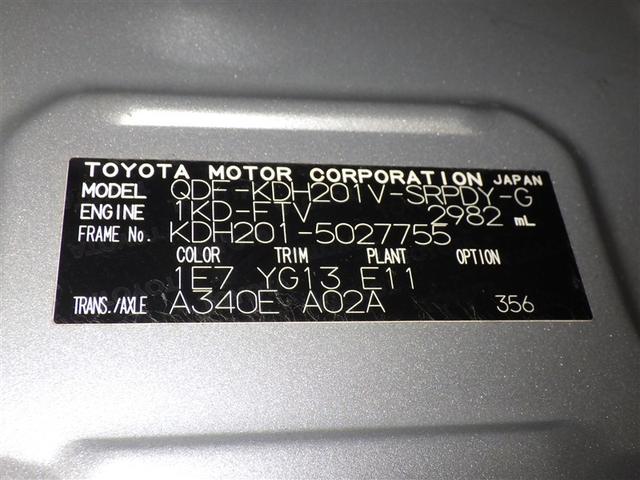 TOYOTA MOTOR CORPORATION JAPAN
MODEL QDF-KDH201V-SRPDY-G
ENGINE 1KD-FTV 2982 mL
FRAME No. KDH201-5027755
COLOR TRIM PLANT OPTION
1E7 YG13 E11
TRANS./AXLE A340E A02A 356